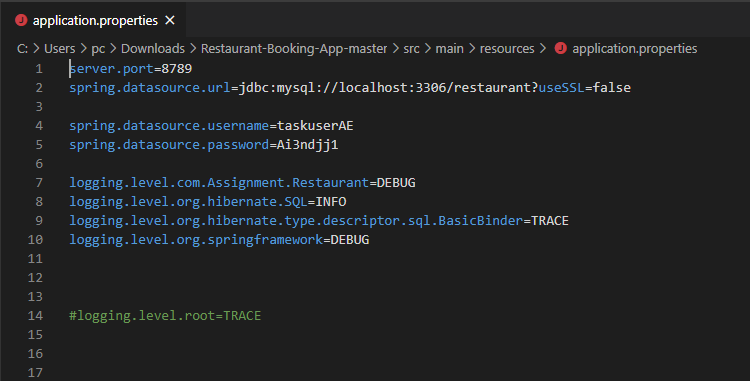 application.properties
C: > Users > pc > Downloads > Restaurant-Booking-App-master > src > main > resources > application.properties
1 server.port=8789
2 spring.datasource.url=jdbc:mysql://localhost:3306/restaurant?useSSL=false
3
4 spring.datasource.username=taskuserAE
5 spring.datasource.password=Ai3ndjj1
6
7 logging.level.com.Assignment.Restaurant=DEBUG
8 logging.level.org.hibernate.SQL=INFO
9 logging.level.org.hibernate.type.descriptor.sql.BasicBinder=TRACE
10 logging.level.org.springframework=DEBUG
11
12
13
14 #logging.level.root=TRACE
15
16
17